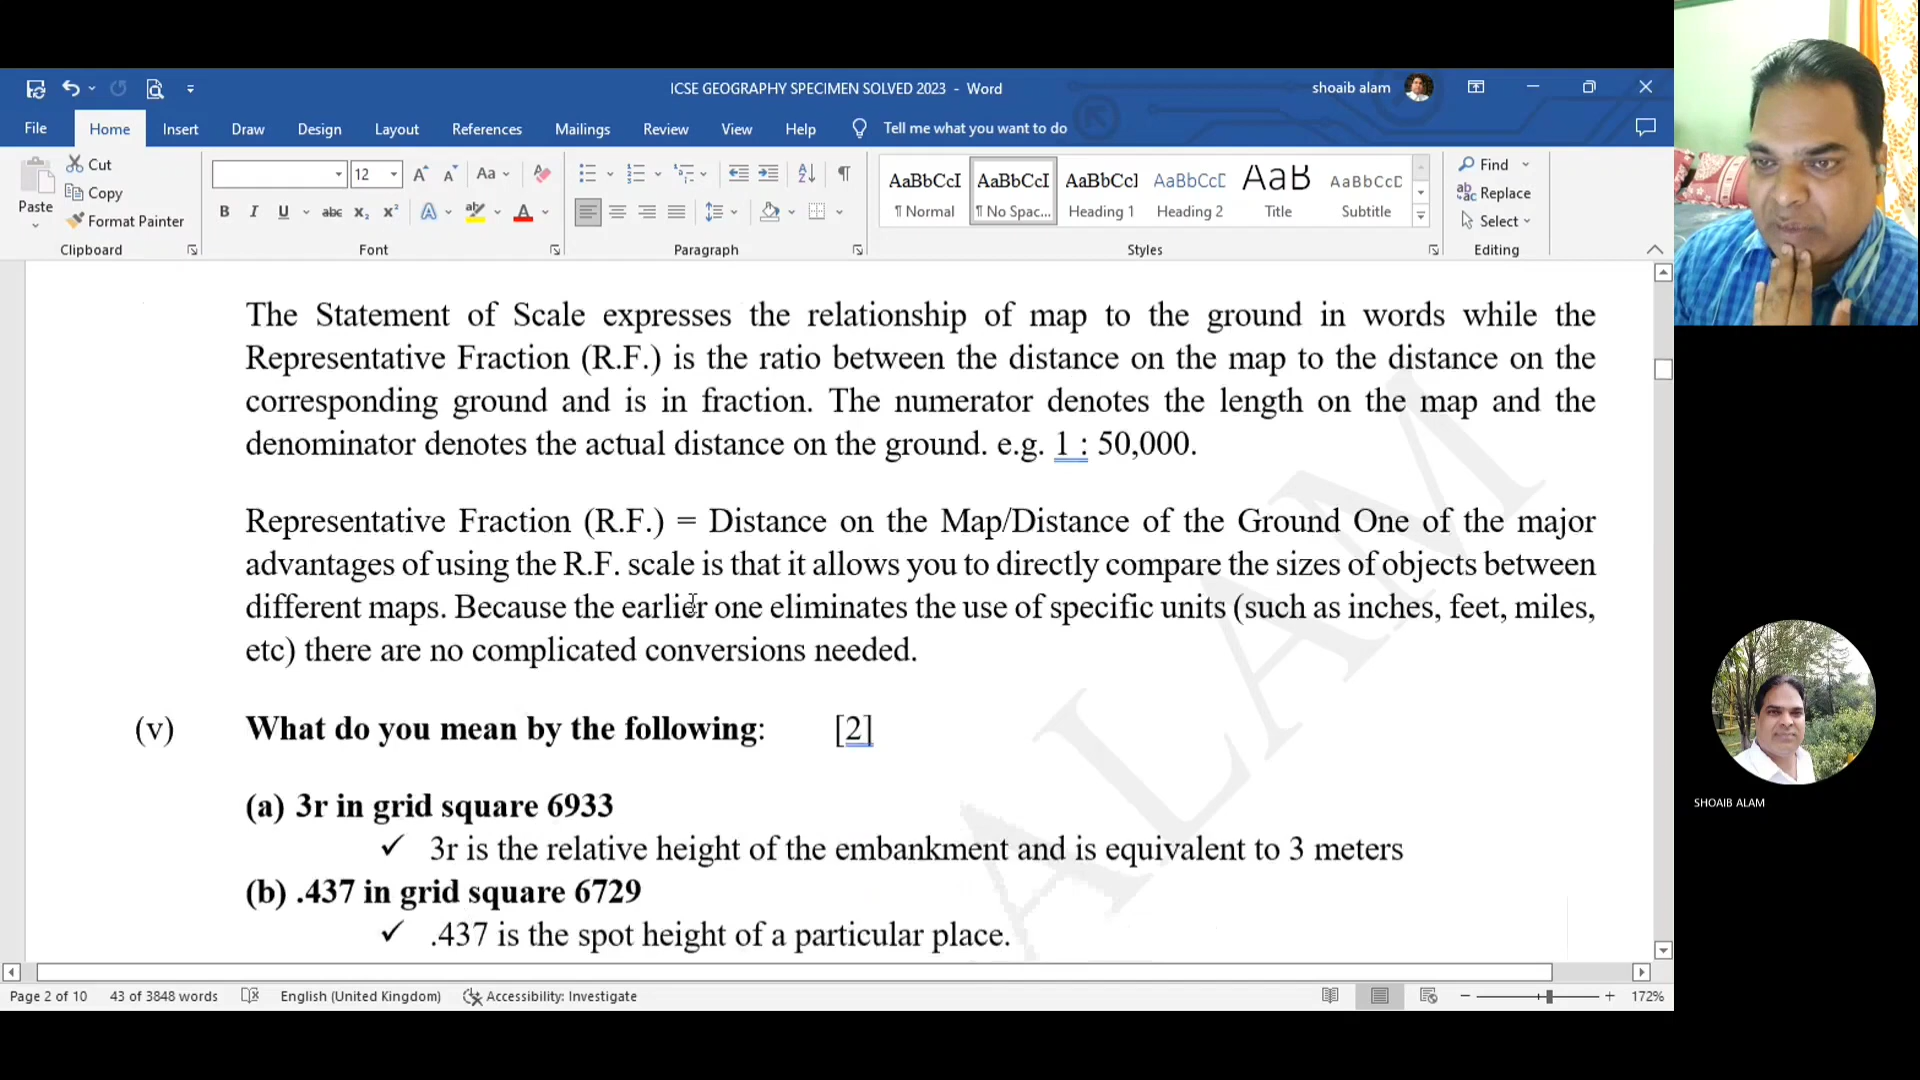 ICSE GEOGRAPHY SPECIMEN SOLVED 2023 - Word
shoaib alam
File Home Insert Draw Design Layout References Mailings Review View Help Tell me what you want to do
Paste
Cut
Copy
Format Painter
Clipboard
12
Aa
B I U abc x₂ x² A A
Font
Paragraph
AaBbCcI AaBbCcI AaBbCcI AaBbCcD AaB AaBbCcD
¶ Normal ¶ No Spac... Heading 1 Heading 2 Title Subtitle
Styles
Find
Replace
Select
Editing
The Statement of Scale expresses the relationship of map to the ground in words while the
Representative Fraction (R.F.) is the ratio between the distance on the map to the distance on the
corresponding ground and is in fraction. The numerator denotes the length on the map and the
denominator denotes the actual distance on the ground. e.g. 1 : 50,000.
Representative Fraction (R.F.) = Distance on the Map/Distance of the Ground One of the major
advantages of using the R.F. scale is that it allows you to directly compare the sizes of objects between
different maps. Because the earlier one eliminates the use of specific units (such as inches, feet, miles,
etc) there are no complicated conversions needed.
(v) What do you mean by the following: [2]
(a) 3r in grid square 6933
✓ 3r is the relative height of the embankment and is equivalent to 3 meters
(b) .437 in grid square 6729
✓ .437 is the spot height of a particular place.
ALAM
Page 2 of 10 43 of 3848 words English (United Kingdom) Accessibility: Investigate 172%
SHOAIB ALAM